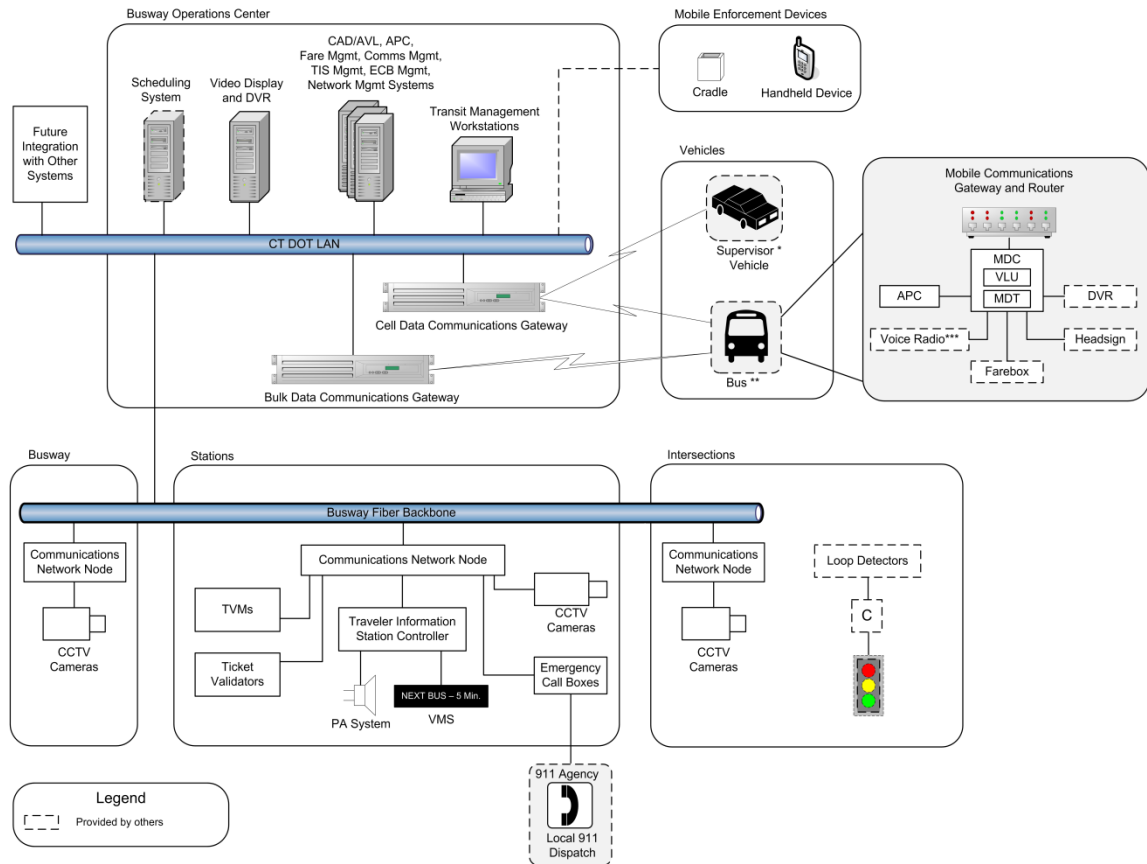 Busway Operations Center
CAD/AVL, APC,
Fare Mgmt, Comms Mgmt,
TIS Mgmt, ECB Mgmt,
Network Mgmt Systems
Scheduling
System
Video Display
and DVR
Transit Management
Workstations
Future
Integration
with Other
Systems
CT DOT LAN
Cell Data Communications Gateway
Bulk Data Communications Gateway
Mobile Enforcement Devices
Cradle
Handheld Device
Vehicles
Supervisor *
Vehicle
Bus **
Mobile Communications
Gateway and Router
MDC
VLU
MDT
APC
DVR
Voice Radio***
Headsign
Farebox
Busway
Stations
Intersections
Busway Fiber Backbone
Communications
Network Node
CCTV
Cameras
Communications Network Node
TVMs
Ticket
Validators
Traveler Information
Station Controller
PA System
NEXT BUS – 5 Min.
VMS
CCTV
Cameras
Emergency
Call Boxes
Communications
Network Node
CCTV
Cameras
Loop Detectors
C
911 Agency
Local 911
Dispatch
Legend
Provided by others